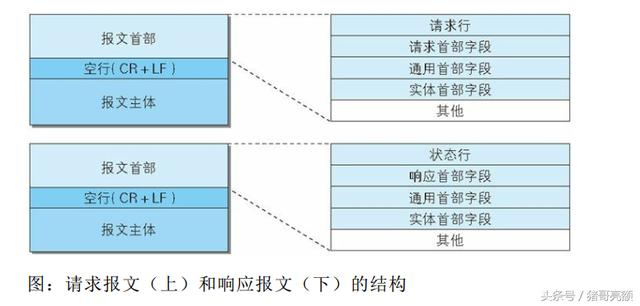 报文首部
空行(CR+LF)
报文主体
请求行
请求首部字段
通用首部字段
实体首部字段
其他
报文首部
空行(CR+LF)
报文主体
状态行
响应首部字段
通用首部字段
实体首部字段
其他
图：请求报文（上）和响应报文（下）的结构
头条号 / 猪哥亮额